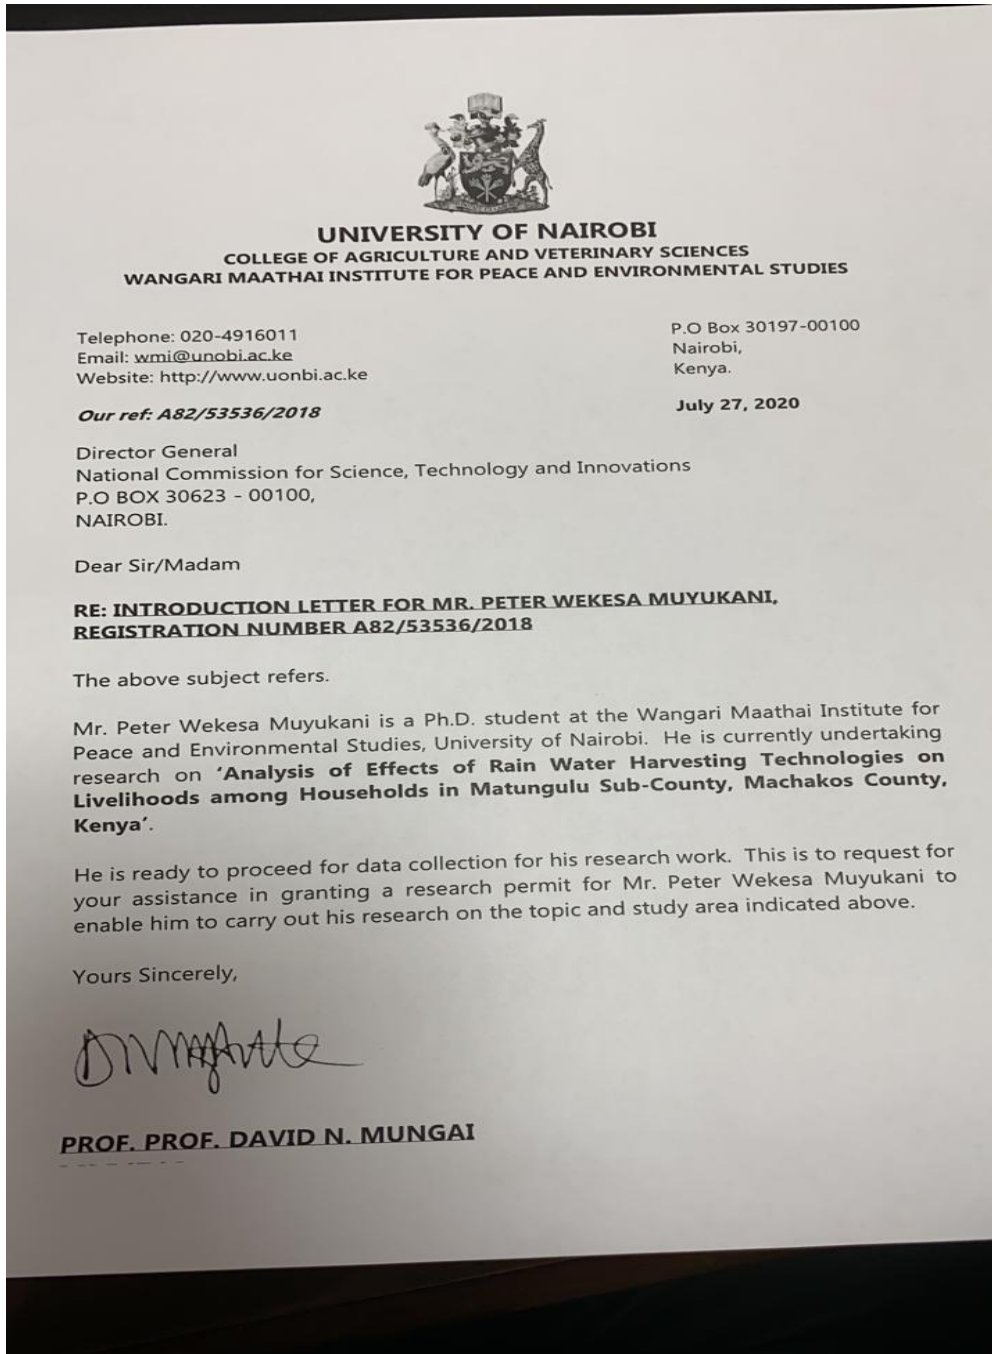 UNIVERSITY OF NAIROBI
COLLEGE OF AGRICULTURE AND VETERINARY SCIENCES
WANGARI MAATHAI INSTITUTE FOR PEACE AND ENVIRONMENTAL STUDIES
Telephone: 020-4916011
Email: wmi@unobi.ac.ke
Website: http://www.uonbi.ac.ke
P.O Box 30197-00100
Nairobi,
Kenya.
Our ref: A82/53536/2018
July 27, 2020
Director General
National Commission for Science, Technology and Innovations
P.O BOX 30623 - 00100,
NAIROBI.
Dear Sir/Madam
RE: INTRODUCTION LETTER FOR MR. PETER WEKESA MUYUKANI,
REGISTRATION NUMBER A82/53536/2018
The above subject refers.
Mr. Peter Wekesa Muyukani is a Ph.D. student at the Wangari Maathai Institute for
Peace and Environmental Studies, University of Nairobi. He is currently undertaking
research on ‘Analysis of Effects of Rain Water Harvesting Technologies on
Livelihoods among Households in Matungulu Sub-County, Machakos County,
Kenya’.
He is ready to proceed for data collection for his research work. This is to request for
your assistance in granting a research permit for Mr. Peter Wekesa Muyukani to
enable him to carry out his research on the topic and study area indicated above.
Yours Sincerely,
PROF. PROF. DAVID N. MUNGAI